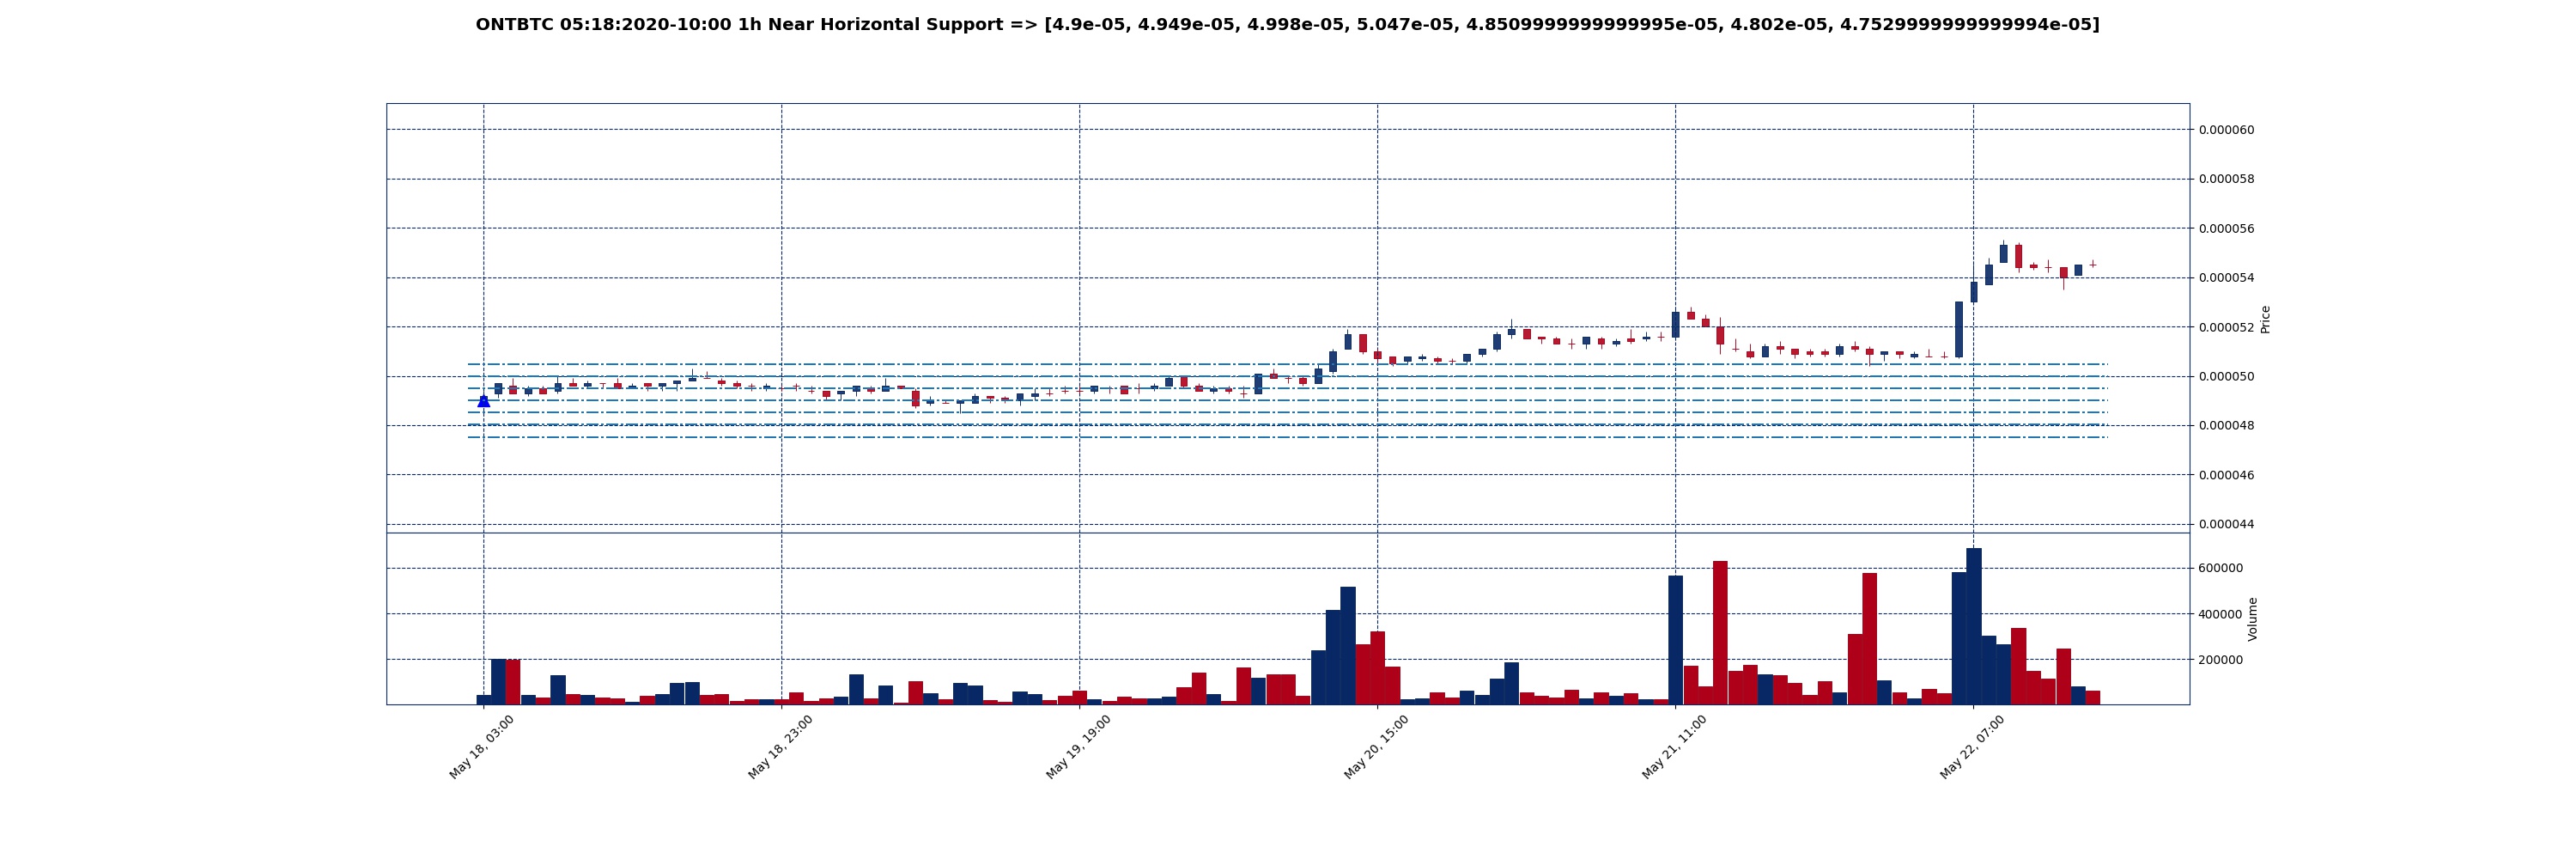 ONTBTC 05:18:2020-10:00 1h Near Horizontal Support => [4.9e-05, 4.949e-05, 4.998e-05, 5.047e-05, 4.8509999999999995e-05, 4.802e-05, 4.7529999999999994e-05]
0.000060
0.000058
0.000056
0.000054
0.000052
0.000050
0.000048
0.000046
0.000044
Price
600000
400000
200000
Volume
May 18, 03:00
May 18, 23:00
May 19, 19:00
May 20, 15:00
May 21, 11:00
May 22, 07:00